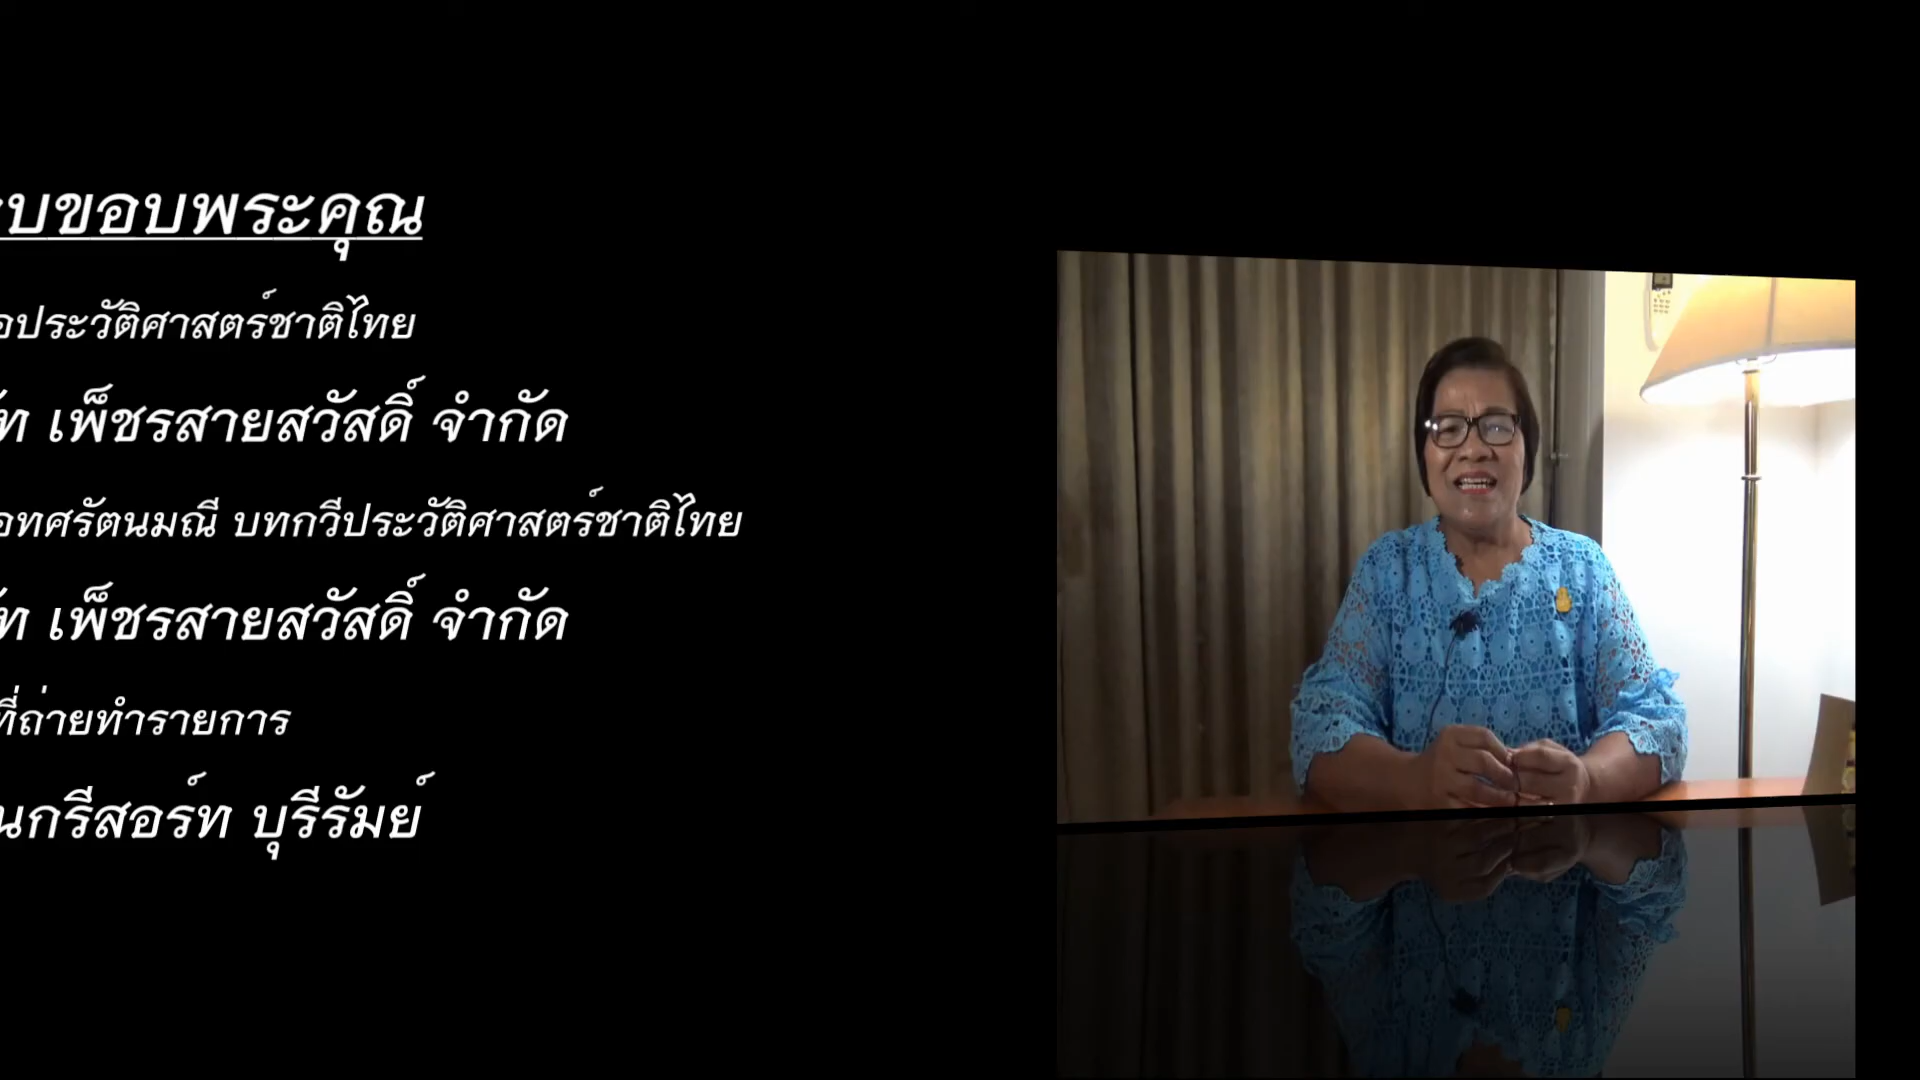 บขอบพระคุณ
อประวัติศาสตร์ชาติไทย
ัท เพ็ชรสายสวัสดิ์ จำกัด
อทศรัตนมณี บทกวีประวัติศาสตร์ชาติไทย
ัท เพ็ชรสายสวัสดิ์ จำกัด
ที่ถ่ายทำรายการ
นกรีสอร์ท บุรีรัมย์